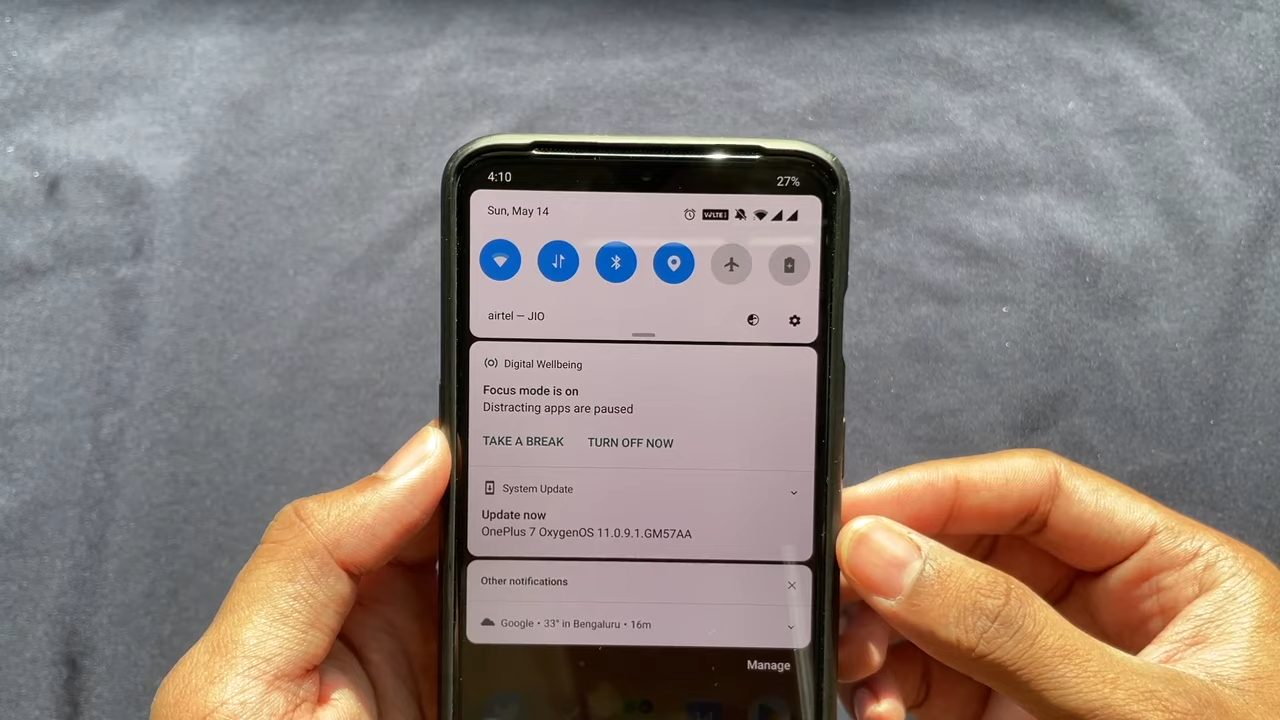 4:10
27%
Sun, May 14
VoLTE
airtel — JIO
Digital Wellbeing
Focus mode is on
Distracting apps are paused
TAKE A BREAK TURN OFF NOW
System Update
Update now
OnePlus 7 OxygenOS 11.0.9.1.GM57AA
Other notifications
Google • 33° in Bengaluru • 16m
Manage